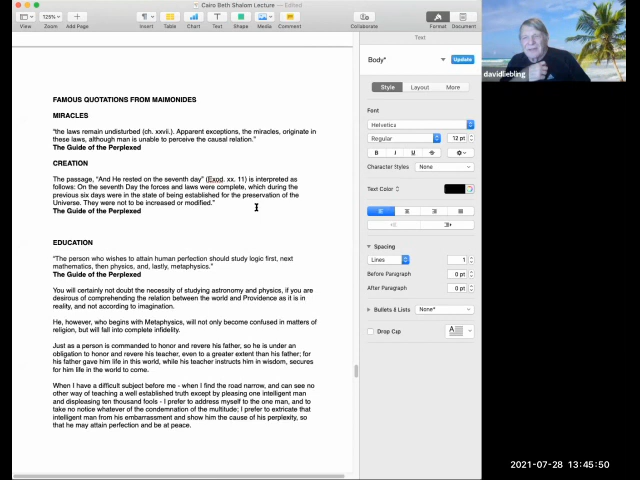 Cairo Beth Shalom Lecture — Edited
125%
View Zoom Add Page Insert Table Chart Text Shape Media Comment Collaborate Format Document
Text
davidliebling
Body* Update
Style Layout More
Font
Helvetica
Regular 12 pt
B I U S
Character Styles None
Text Color
Spacing
Lines 1
Before Paragraph 0 pt
After Paragraph 0 pt
Bullets & Lists None*
Drop Cap
FAMOUS QUOTATIONS FROM MAIMONIDES
MIRACLES
"the laws remain undisturbed (ch. xxvii). Apparent exceptions, the miracles, originate in
these laws, although man is unable to perceive the causal relation."
The Guide of the Perplexed
CREATION
The passage, "And He rested on the seventh day" (Exod. xx. 11) is interpreted as
follows: On the seventh Day the forces and laws were complete, which during the
previous six days were in the state of being established for the preservation of the
Universe. They were not to be increased or modified."
The Guide of the Perplexed
EDUCATION
"The person who wishes to attain human perfection should study logic first, next
mathematics, then physics, and, lastly, metaphysics."
The Guide of the Perplexed
You will certainly not doubt the necessity of studying astronomy and physics, if you are
desirous of comprehending the relation between the world and Providence as it is in
reality, and not according to imagination.
He, however, who begins with Metaphysics, will not only become confused in matters of
religion, but will fall into complete infidelity.
Just as a person is commanded to honor and revere his father, so he is under an
obligation to honor and revere his teacher, even to a greater extent than his father; for
his father gave him life in this world, while his teacher instructs him in wisdom, secures
for him life in the world to come.
When I have a difficult subject before me - when I find the road narrow, and can see no
other way of teaching a well established truth except by pleasing one intelligent man
and displeasing ten thousand fools - I prefer to address myself to the one man, and to
take no notice whatever of the condemnation of the multitude; I prefer to extricate that
intelligent man from his embarrassment and show him the cause of his perplexity, so
that he may attain perfection and be at peace.
2021-07-28 13:45:50